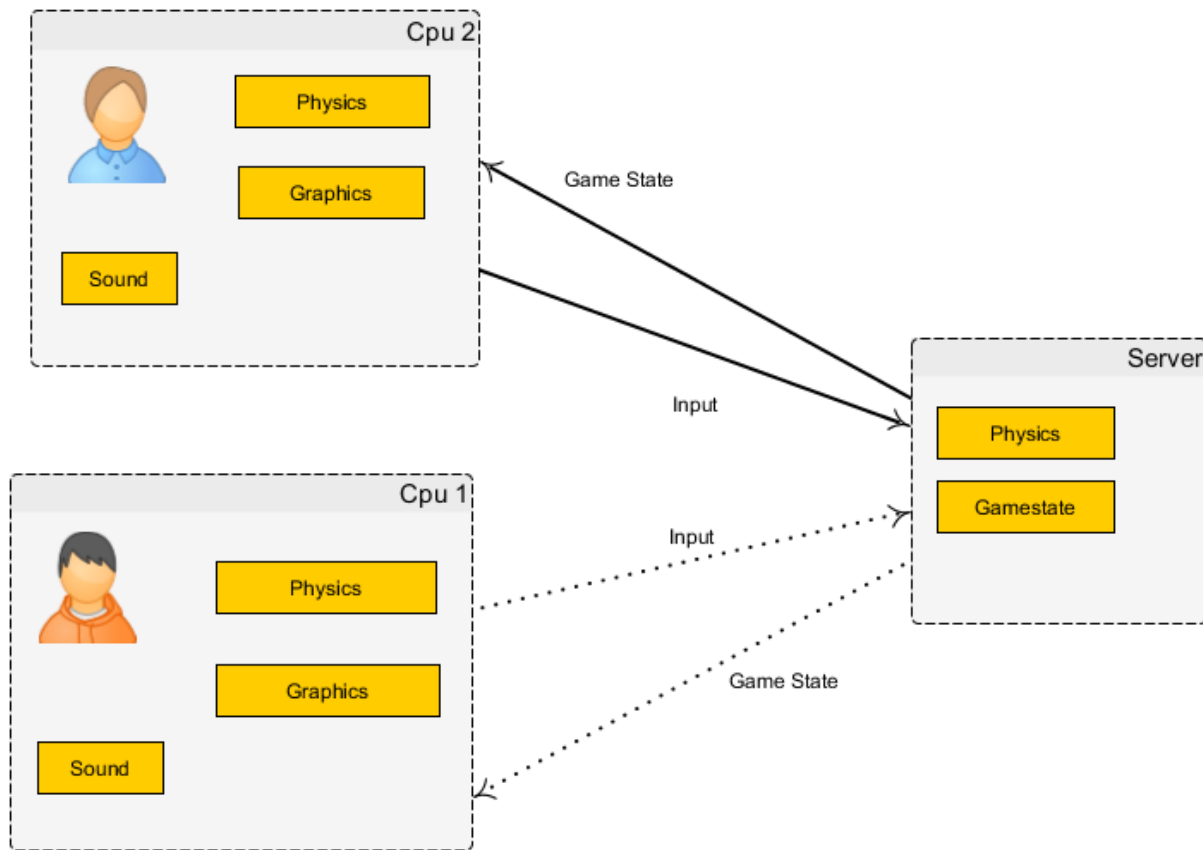 Cpu 2
Physics
Graphics
Sound
Game State
Input
Server
Physics
Gamestate
Cpu 1
Physics
Graphics
Sound
Input
Game State